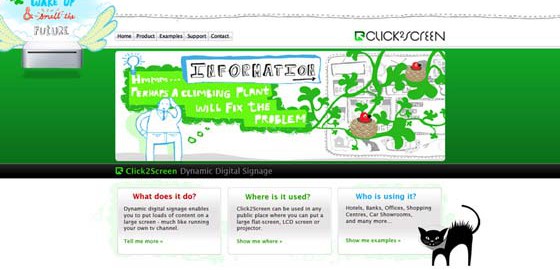 WAKE UP
& smell the
FUTURE
Home Product Examples Support Contact
CLICK2SCREEN
INFORMATION
Hmmmm...
Perhaps a climbing plant
will fix the
problem
Click2Screen Dynamic Digital Signage
What does it do?
Dynamic digital signage enables
you to put loads of content on a
large screen - much like running
your own tv channel.
Tell me more »
Where is it used?
Click2Screen can be used in any
public place where you can put a
large flat-screen, LCD screen or
projector.
Show me where »
Who is using it?
Hotels, Banks, Offices, Shopping
Centres, Car Showrooms,
and many more...
Show me examples »